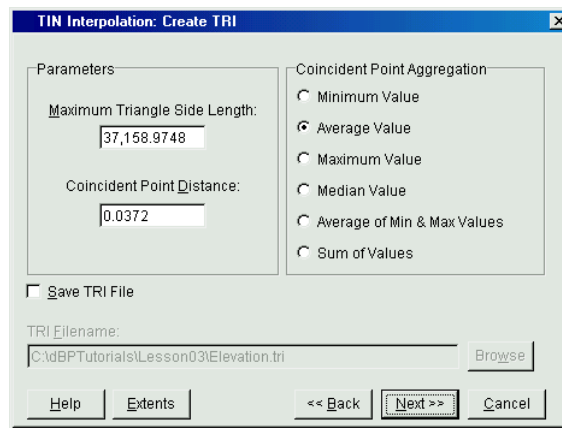 TIN Interpolation: Create TRI
Parameters
Maximum Triangle Side Length:
37,158.9748
Coincident Point Distance:
0.0372
Coincident Point Aggregation
Minimum Value
Average Value
Maximum Value
Median Value
Average of Min & Max Values
Sum of Values
Save TRI File
TRI Filename:
C:\dBPTutorials\Lesson03\Elevation.tri
Browse
Help
Extents
<< Back
Next >>
Cancel